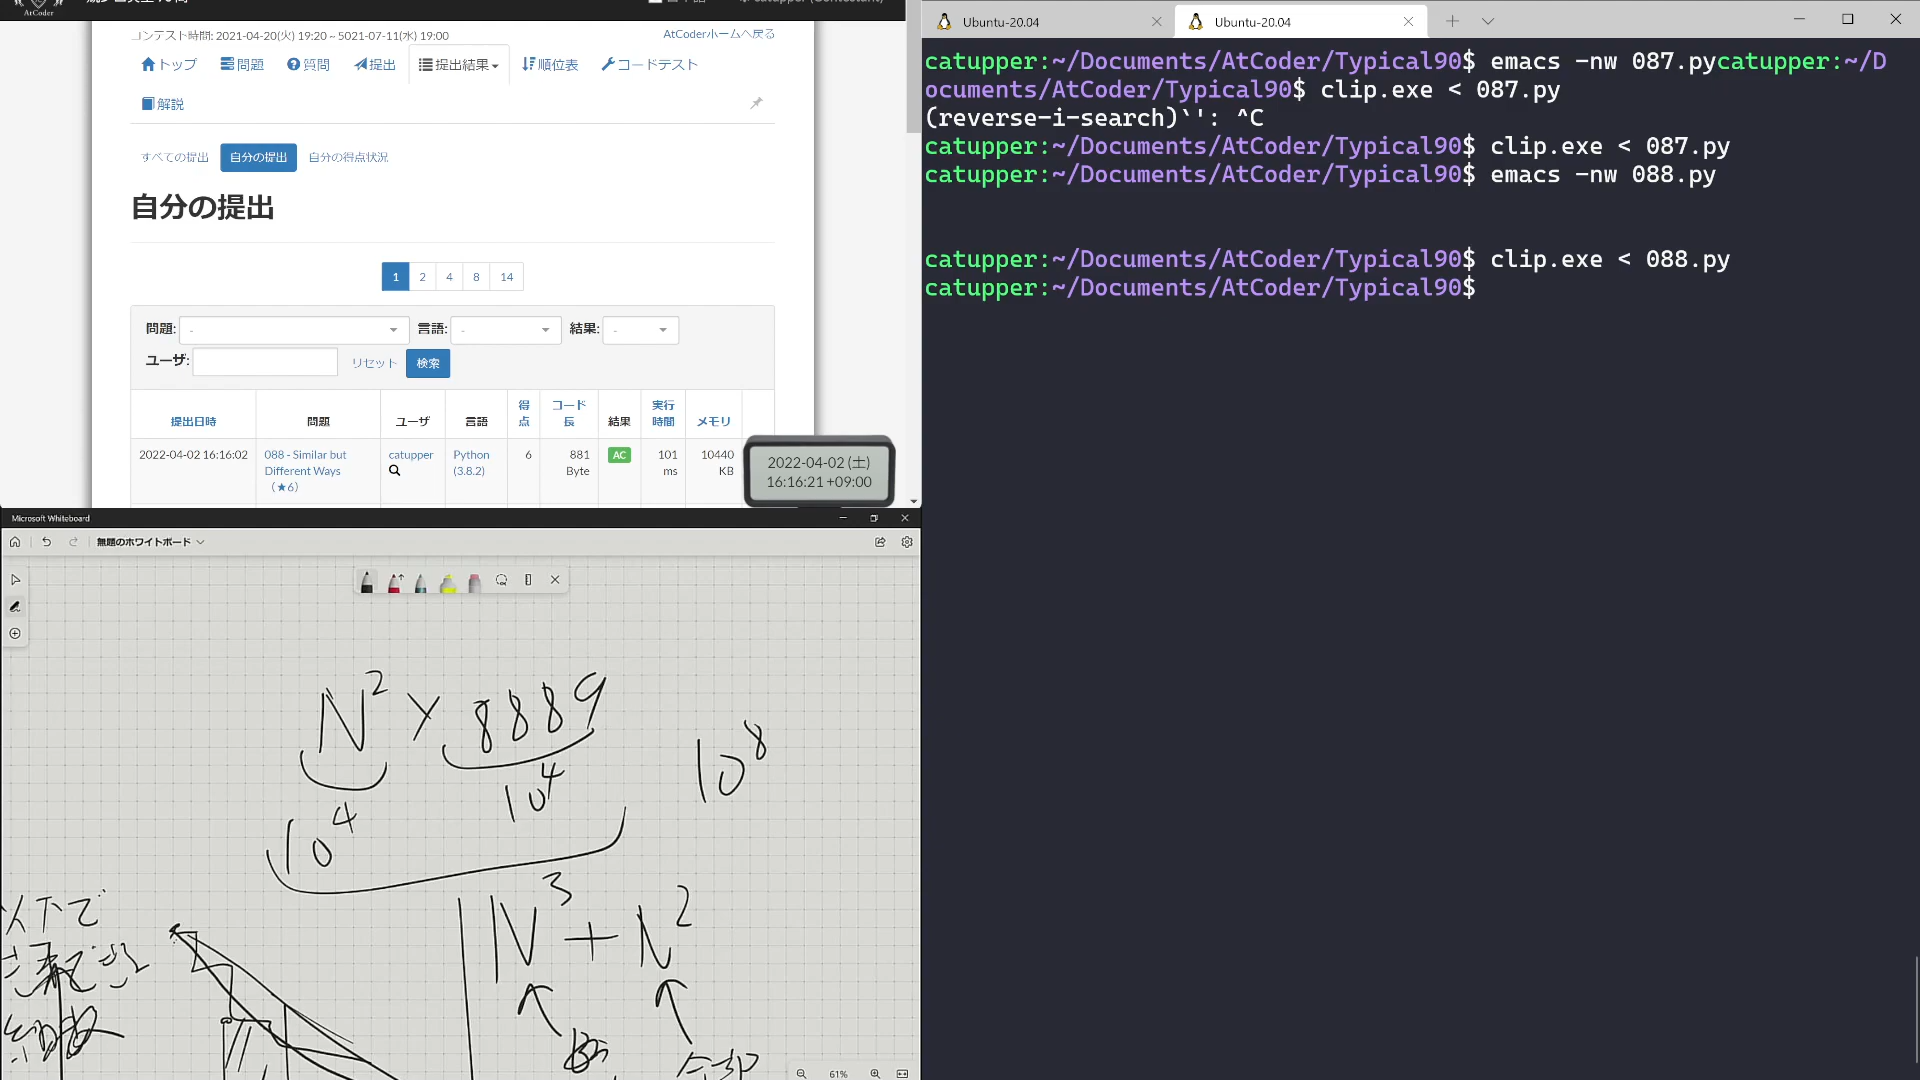 AtCoder
コンテスト時間: 2021-04-20(火) 19:20 ~ 5021-07-11(水) 19:00
AtCoderホームへ戻る
トップ 問題 質問 提出 提出結果 順位表 コードテスト
解説
すべての提出 自分の提出 自分の得点状況
自分の提出
1 2 4 8 14
問題: - 言語: - 結果: -
ユーザ: リセット 検索
提出日時 問題 ユーザ 言語 得点 コード長 結果 実行時間 メモリ
2022-04-02 16:16:02 088 - Similar but Different Ways (★6) catupper Python (3.8.2) 6 881 Byte AC 101 ms 10440 KB
2022-04-02 (土)
16:16:21 +09:00
Microsoft Whiteboard
無題のホワイトボード
N² × 8889
10⁴
10⁸
10⁴
N³ + N²
以下で
61%
Ubuntu-20.04
Ubuntu-20.04
catupper:~/Documents/AtCoder/Typical90$ emacs -nw 087.pycatupper:~/D
ocuments/AtCoder/Typical90$ clip.exe < 087.py
(reverse-i-search)`': ^C
catupper:~/Documents/AtCoder/Typical90$ clip.exe < 087.py
catupper:~/Documents/AtCoder/Typical90$ emacs -nw 088.py
catupper:~/Documents/AtCoder/Typical90$ clip.exe < 088.py
catupper:~/Documents/AtCoder/Typical90$